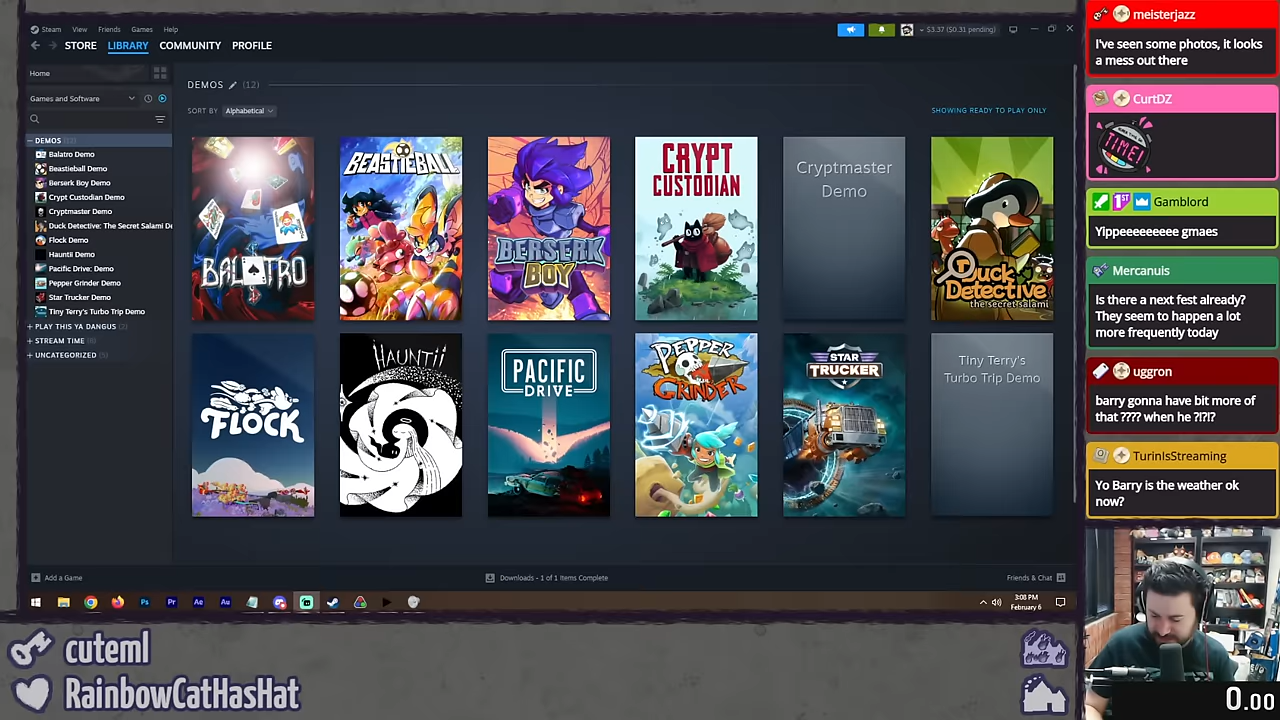 Steam View Friends Games Help
$3.37 ($0.31 pending)
STORE LIBRARY COMMUNITY PROFILE
Home
Games and Software
DEMOS
Balatro Demo
Beastieball Demo
Berserk Boy Demo
Crypt Custodian Demo
Cryptmaster Demo
Duck Detective: The Secret Salami De
Flock Demo
Hauntii Demo
Pacific Drive: Demo
Pepper Grinder Demo
Star Trucker Demo
Tiny Terry's Turbo Trip Demo
PLAY THIS YA DANGUS
STREAM TIME
UNCATEGORIZED
DEMOS (12)
SORT BY Alphabetical
SHOWING READY TO PLAY ONLY
BALATRO
BEASTIEBALL
BERSERK
BOY
CRYPT
CUSTODIAN
Cryptmaster
Demo
Duck
Detective
the secret salami
FLOCK
HAUNTII
PACIFIC
DRIVE
PEPPER
GRINDER
STAR
TRUCKER
Tiny Terry's
Turbo Trip Demo
Add a Game
Downloads - 1 of 1 Items Complete
Friends & Chat
3:08 PM
February 6
meisterjazz
I've seen some photos, it looks
a mess out there
CurtDZ
TIME!
1ST Gamblord
Yippeeeeeeeee gmaes
Mercanuis
Is there a next fest already?
They seem to happen a lot
more frequently today
uggron
barry gonna have bit more of
that ???? when he ?!?!?
TurinIsStreaming
Yo Barry is the weather ok
now?
cuteml
RainbowCatHasHat
0.00